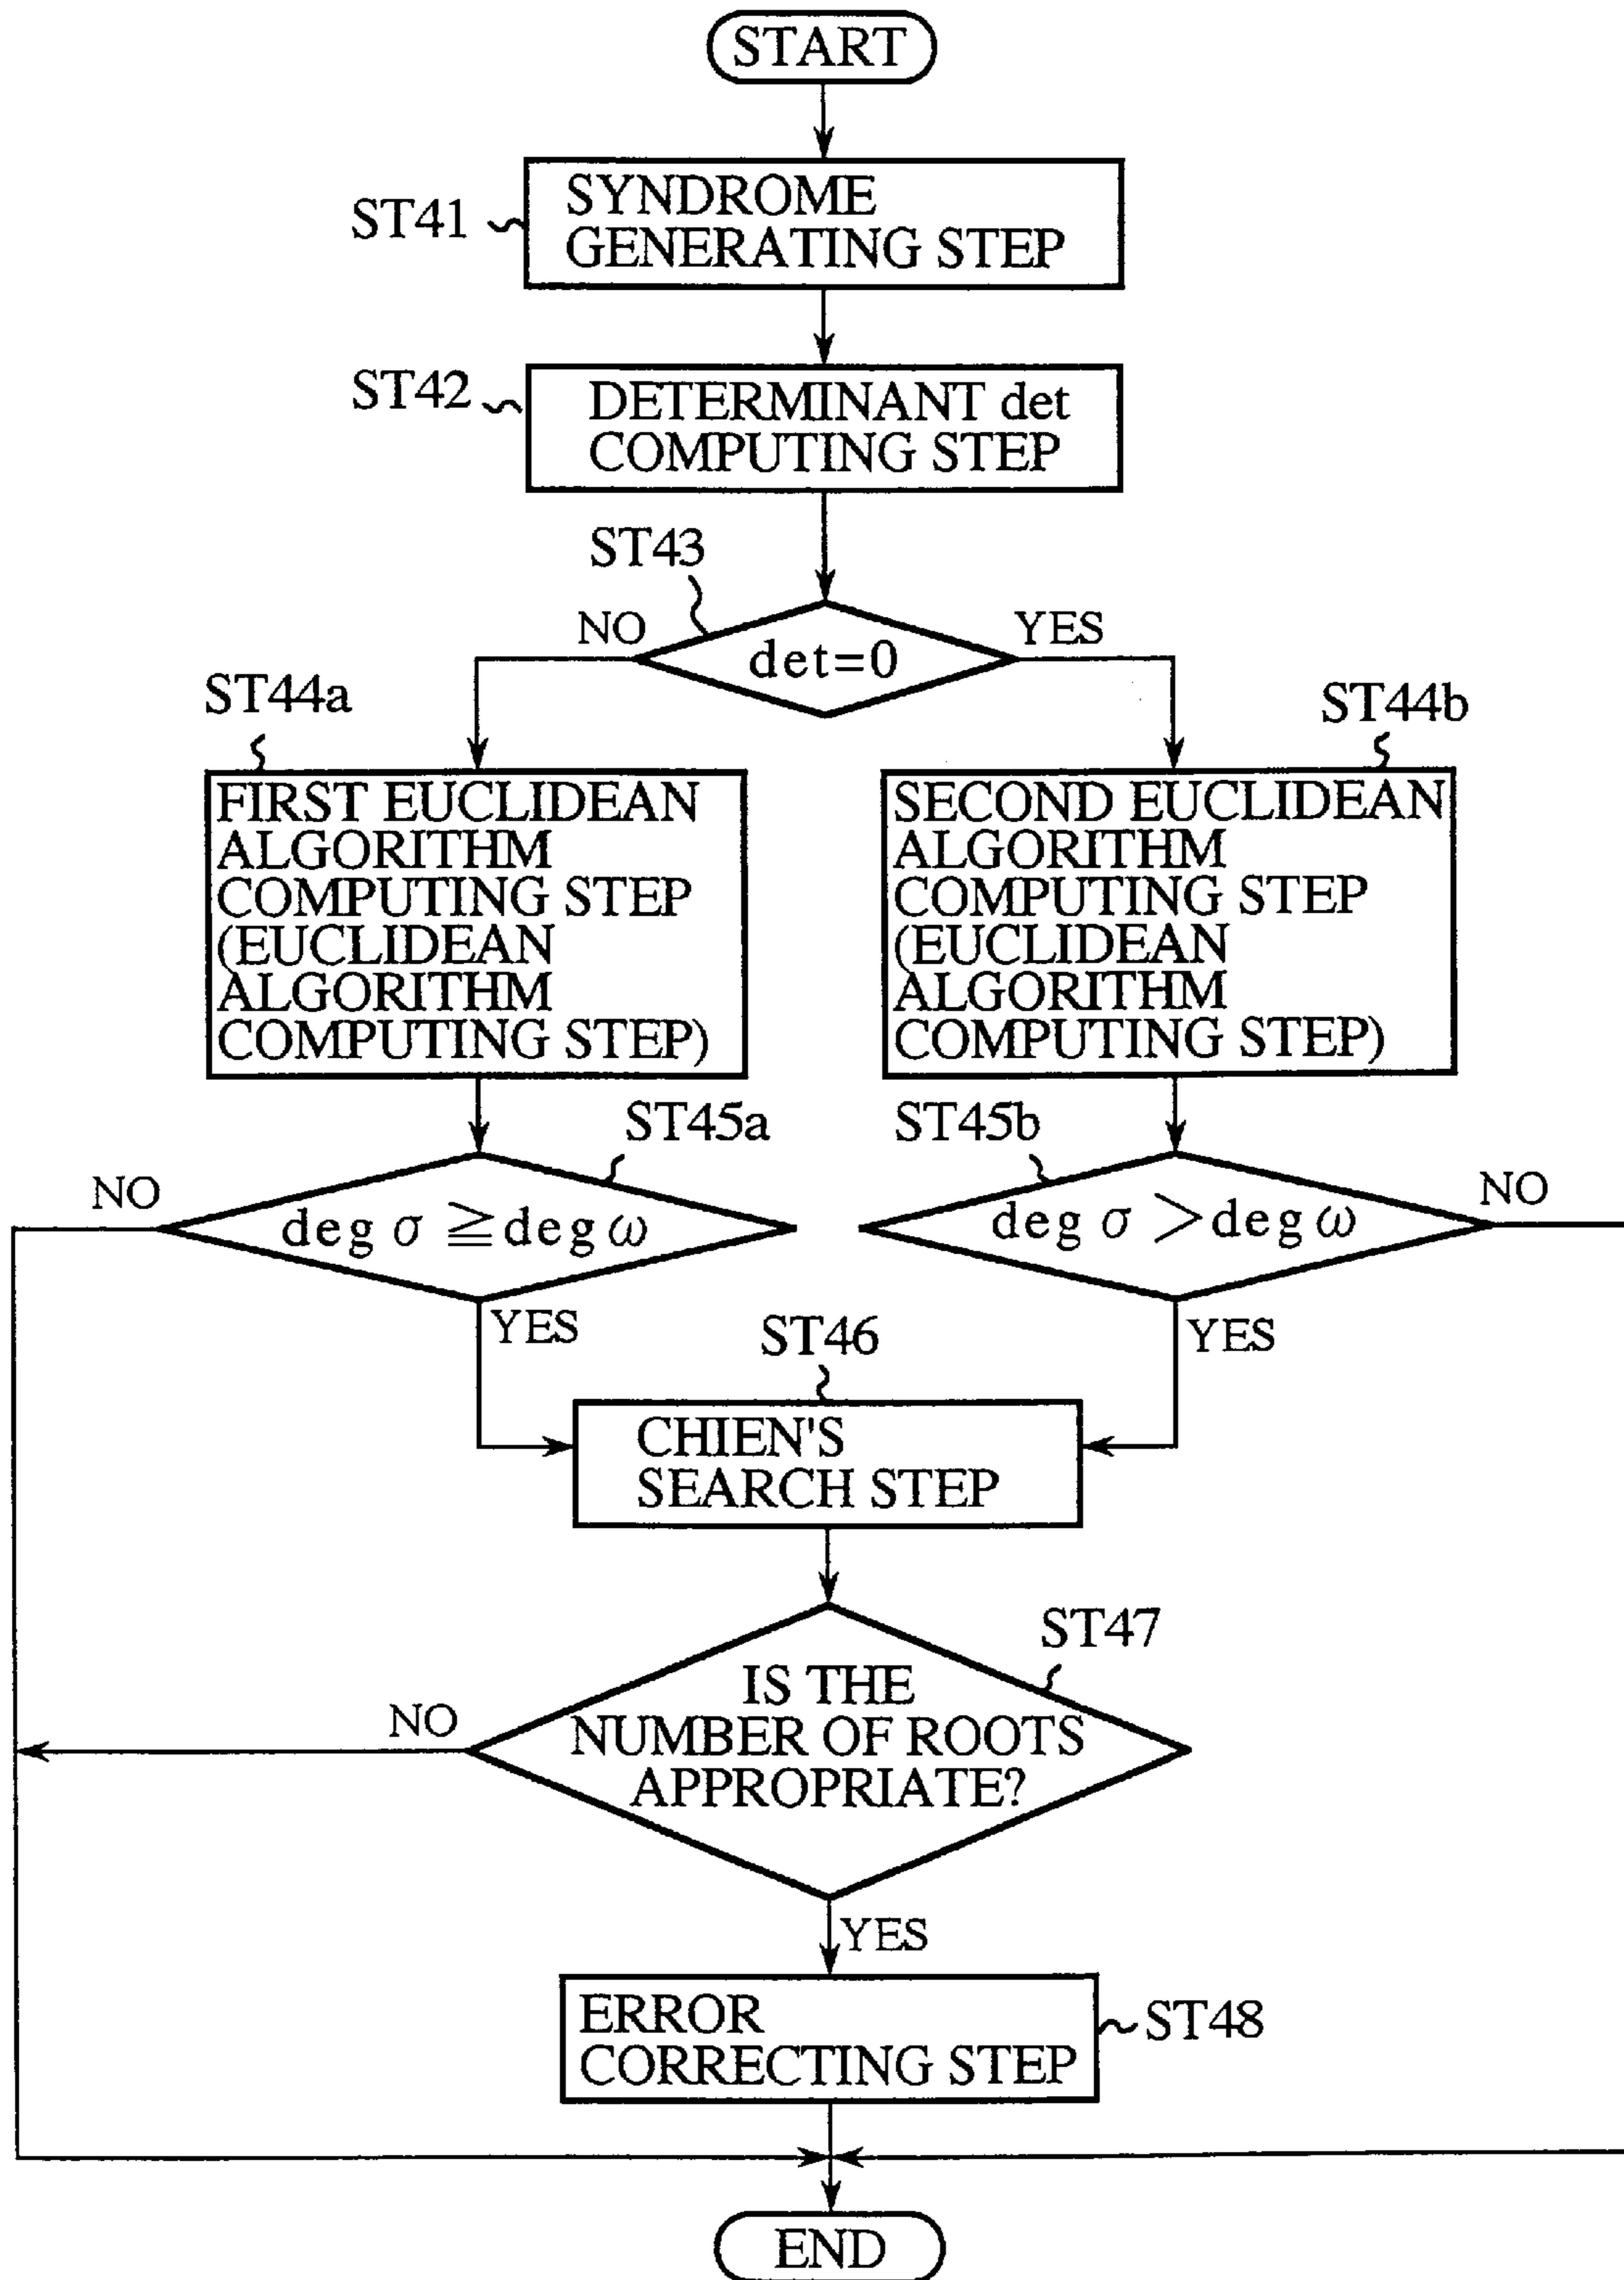 START
ST41
SYNDROME
GENERATING STEP
ST42
DETERMINANT det
COMPUTING STEP
ST43
NO
YES
det=0
ST44a
ST44b
FIRST EUCLIDEAN
ALGORITHM
COMPUTING STEP
(EUCLIDEAN
ALGORITHM
COMPUTING STEP)
SECOND EUCLIDEAN
ALGORITHM
COMPUTING STEP
(EUCLIDEAN
ALGORITHM
COMPUTING STEP)
ST45a
ST45b
NO
deg σ ≧ deg ω
deg σ > deg ω
NO
YES
YES
ST46
CHIEN'S
SEARCH STEP
ST47
NO
IS THE
NUMBER OF ROOTS
APPROPRIATE?
YES
ERROR
CORRECTING STEP
ST48
END